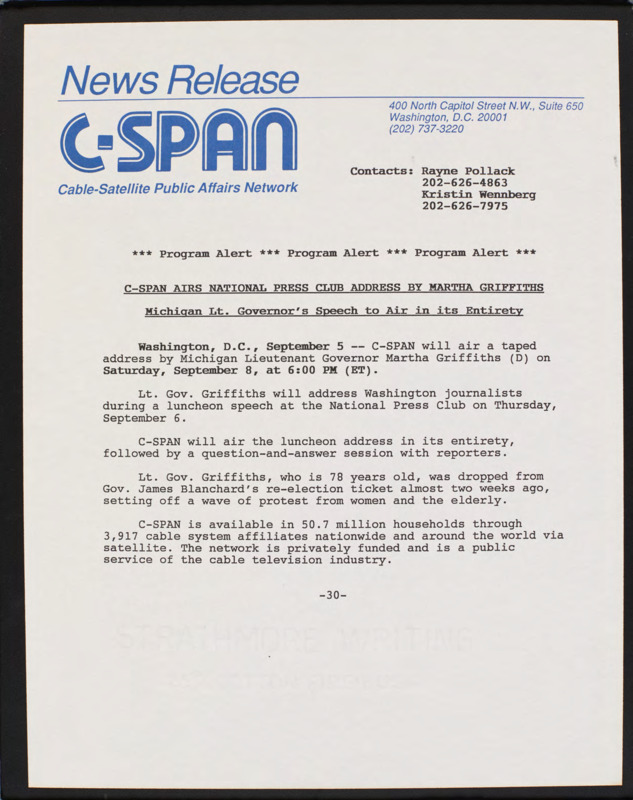 News Release
C-SPAN
Cable-Satellite Public Affairs Network
400 North Capitol Street N.W., Suite 650
Washington, D.C. 20001
(202) 737-3220
Contacts: Rayne Pollack
202-626-4863
Kristin Wennberg
202-626-7975
*** Program Alert *** Program Alert *** Program Alert ***
C-SPAN AIRS NATIONAL PRESS CLUB ADDRESS BY MARTHA GRIFFITHS
Michigan Lt. Governor's Speech to Air in its Entirety
Washington, D.C., September 5 -- C-SPAN will air a taped
address by Michigan Lieutenant Governor Martha Griffiths (D) on
Saturday, September 8, at 6:00 PM (ET).
Lt. Gov. Griffiths will address Washington journalists
during a luncheon speech at the National Press Club on Thursday,
September 6.
C-SPAN will air the luncheon address in its entirety,
followed by a question-and-answer session with reporters.
Lt. Gov. Griffiths, who is 78 years old, was dropped from
Gov. James Blanchard's re-election ticket almost two weeks ago,
setting off a wave of protest from women and the elderly.
C-SPAN is available in 50.7 million households through
3,917 cable system affiliates nationwide and around the world via
satellite. The network is privately funded and is a public
service of the cable television industry.
-30-
STRATHMORE WRITING